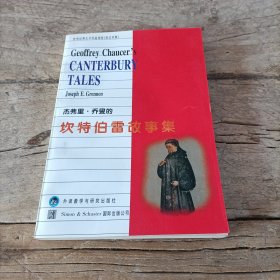 Geoffrey Chaucer's
CANTERBURY
TALES
Joseph E. Grennen
杰弗里·乔叟的
坎特伯雷故事集
外语教学与研究出版社
Simon & Schuster 国际出版公司